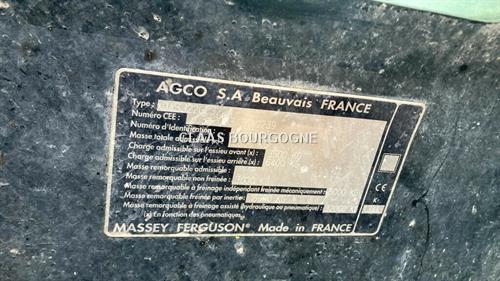 AGCO S.A. Beauvais FRANCE
Type :
Numéro CEE :
Numéro d'Identification :
Masse totale
CLAAS BOURGOGNE
Charge admissible sur l'essieu avant (x) :
Charge admissible sur l'essieu arrière (x) :
Masse remorquable admissible :
Masse remorquable non freinée :
Masse remorquable à freinage indépendant freinée mécaniquement :
Masse remorquable freinée par inertie :
Masse remorquable à freinage assisté (hydraulique ou pneumatique) :
(x) En fonction des pneumatiques.
CE
MASSEY FERGUSON® Made in FRANCE